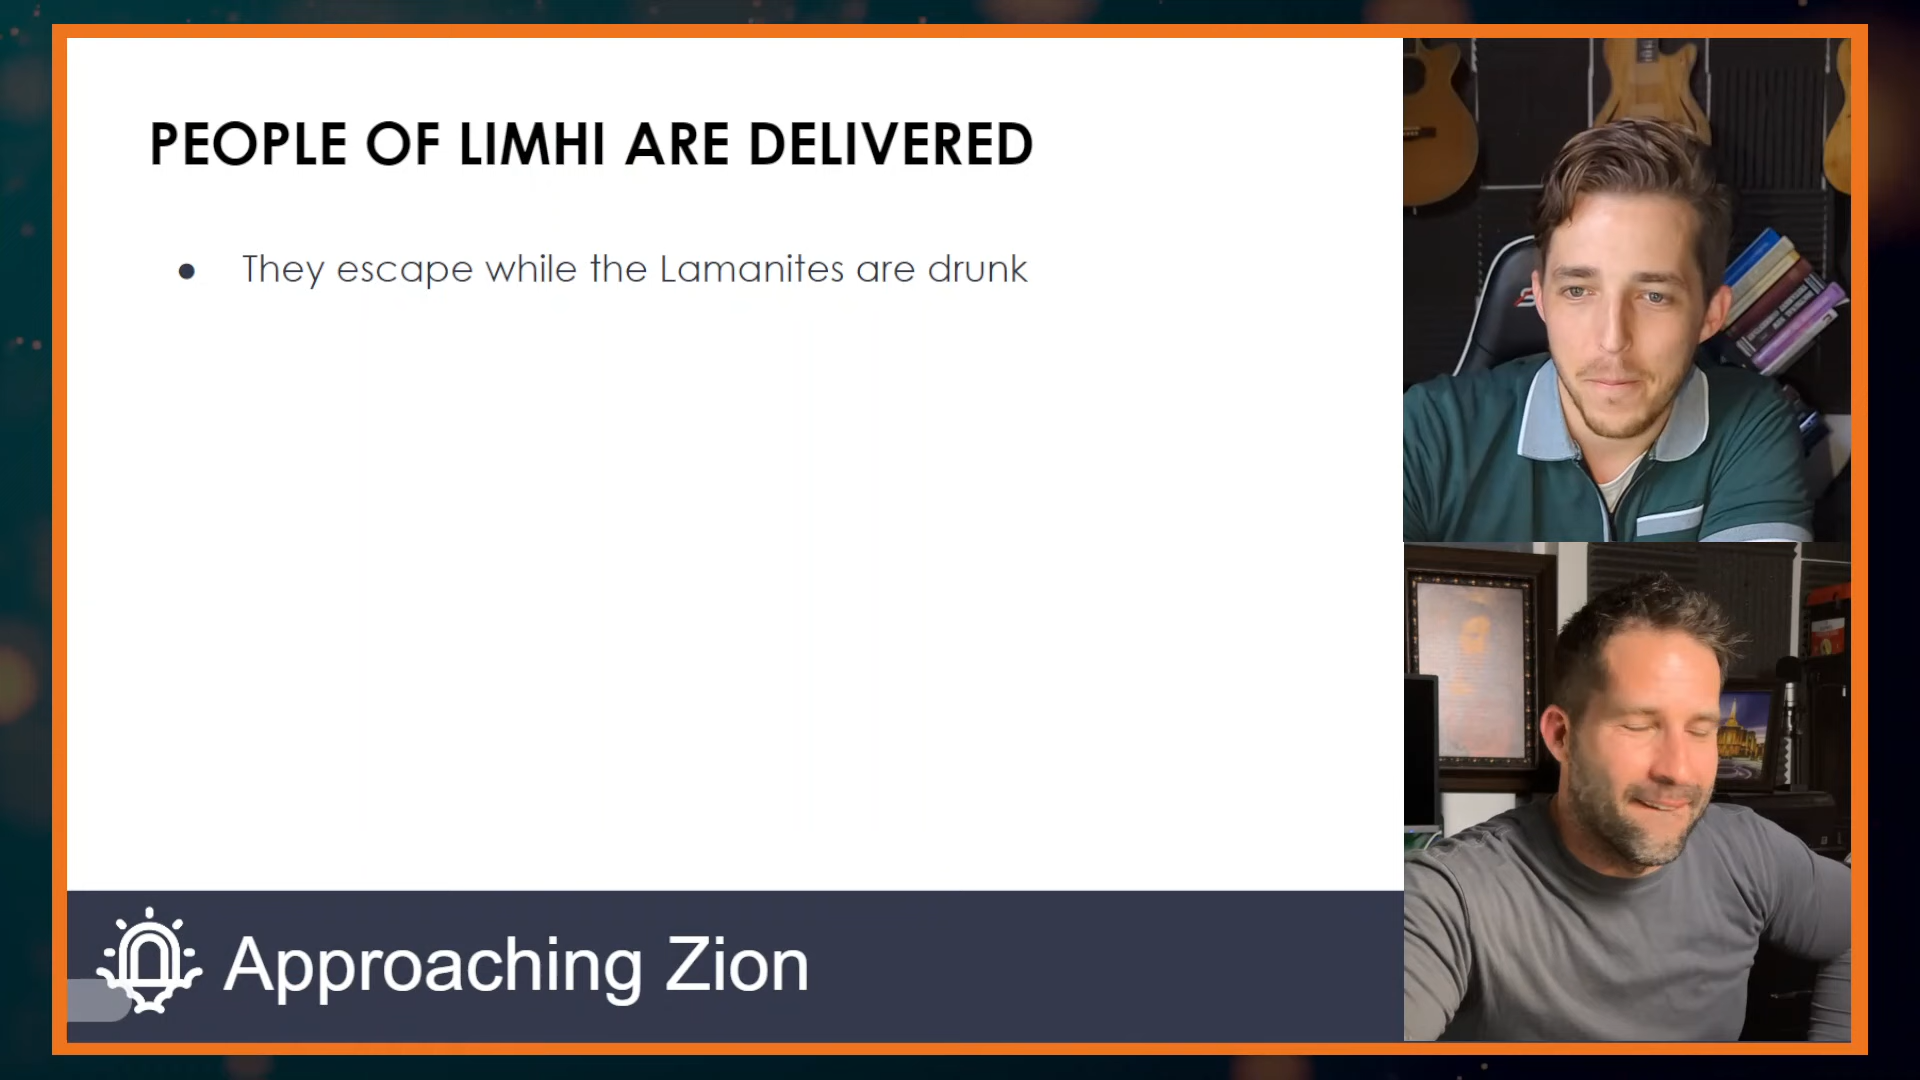 PEOPLE OF LIMHI ARE DELIVERED
● They escape while the Lamanites are drunk
Approaching Zion